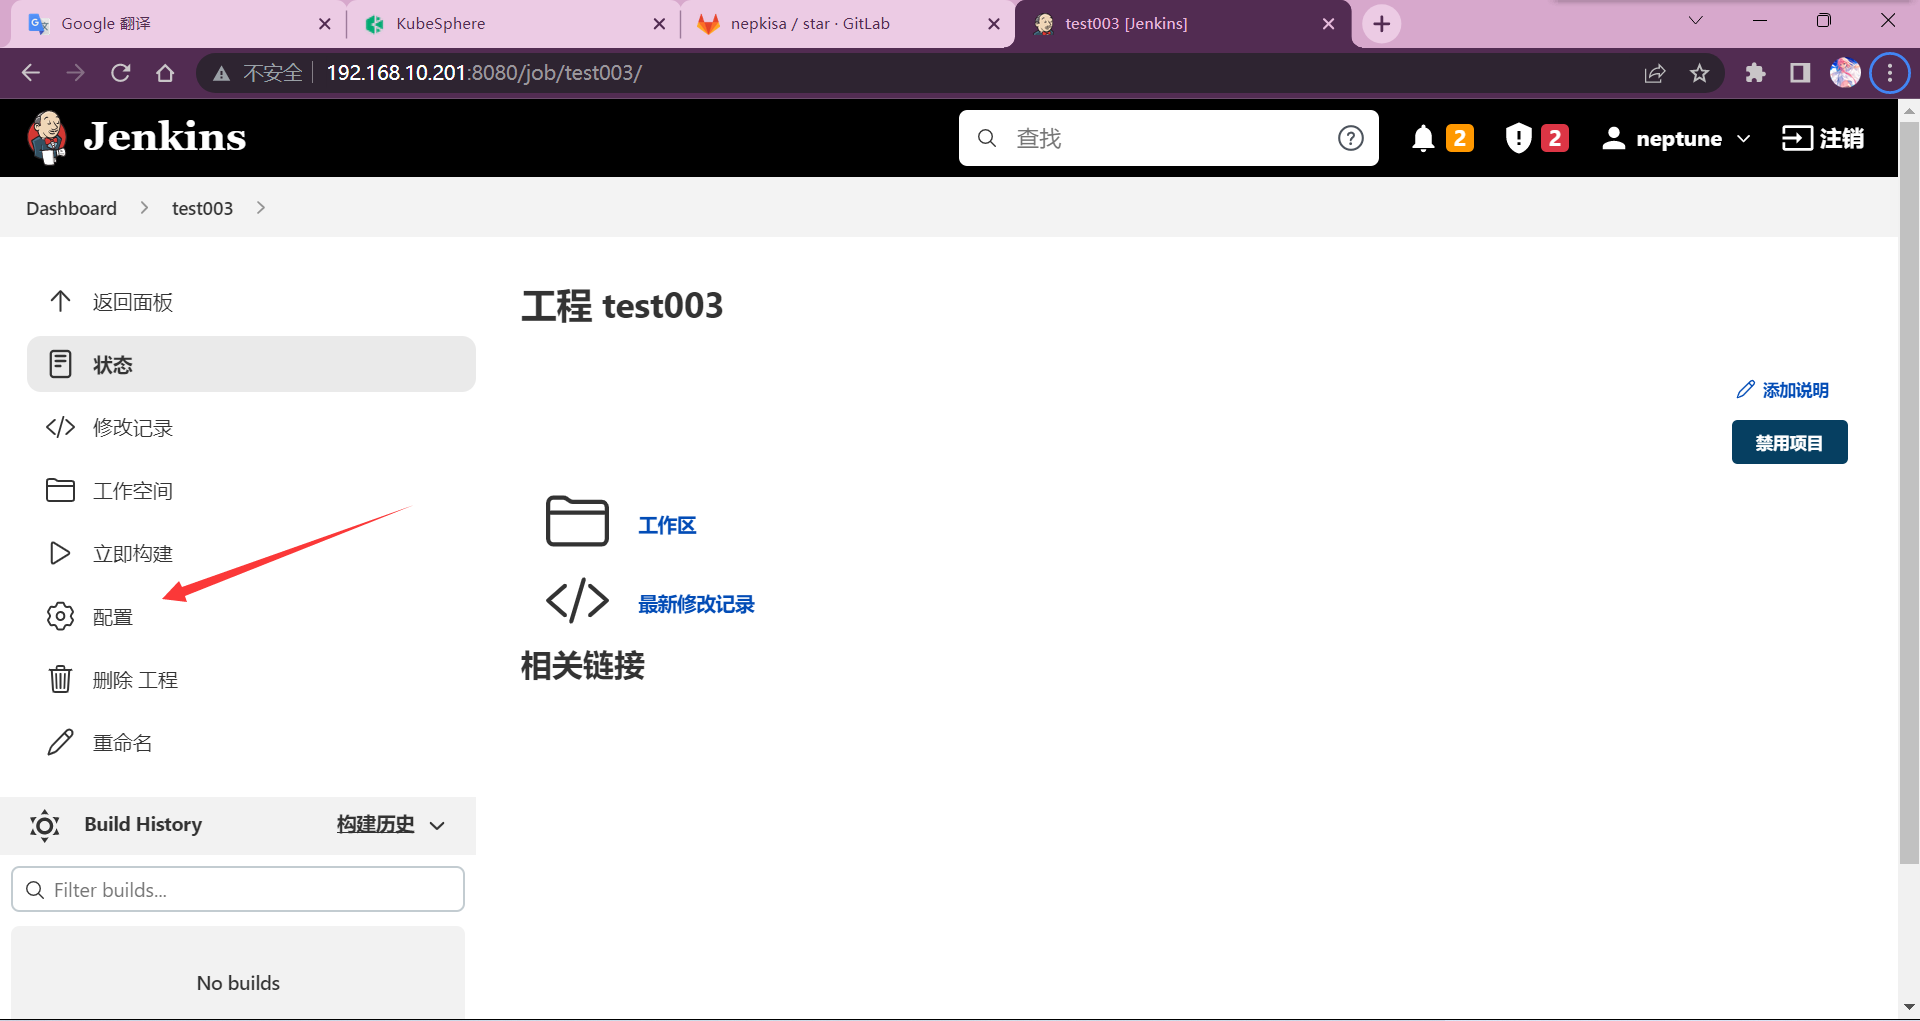 Google 翻译
KubeSphere
nepkisa / star · GitLab
test003 [Jenkins]
不安全
192.168.10.201:8080/job/test003/
Jenkins
查找
2
2
neptune
注销
Dashboard
test003
返回面板
状态
修改记录
工作空间
立即构建
配置
删除 工程
重命名
Build History
构建历史
Filter builds...
No builds
工程 test003
添加说明
禁用项目
工作区
最新修改记录
相关链接